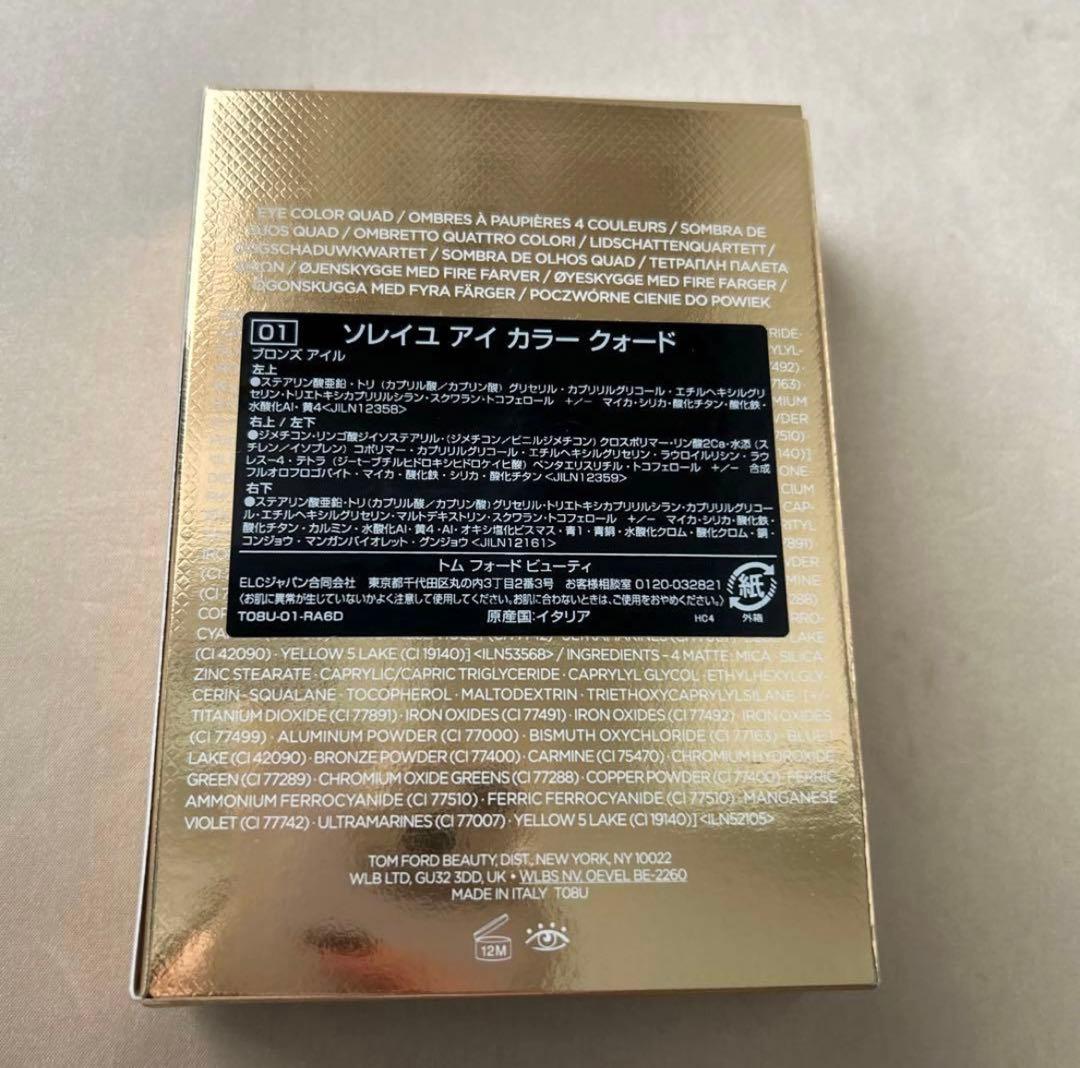 EYE COLOR QUAD / OMBRES À PAUPIÈRES 4 COULEURS / SOMBRA DE
OJOS QUAD / OMBRETTO QUATTRO COLORI / LIDSCHATTENQUARTETT /
OOGSCHADUWKWARTET / SOMBRA DE OLHOS QUAD / ΤΕΤΡΑΠΛΗ ΠΑΛΕΤΑ
ΣΚΙΩΝ / ØJENSKYGGE MED FIRE FARVER / ØYESKYGGE MED FIRE FARGER /
ÖGONSKUGGA MED FYRA FÄRGER / POCZWÓRNE CIENIE DO POWIEK
01 ソレイユ アイ カラー クォード
ブロンズ アイル
左上
●ステアリン酸亜鉛・トリ(カプリル酸/カプリン酸)グリセリル・カプリリルグリコール・エチルヘキシルグリ
セリン・トリエトキシカプリリルシラン・スクワラン・トコフェロール +/- マイカ・シリカ・酸化チタン・酸化鉄・
水酸化Al・黄4<JILN12358>
右上 / 左下
●ジメチコン・リンゴ酸ジイソステアリル・(ジメチコン/ビニルジメチコン)クロスポリマー・リン酸2Ca・水添(ス
チレン/イソプレン)コポリマー・カプリリルグリコール・エチルヘキシルグリセリン・ラウロイルリシン・ラウ
レス-4・テトラ(ジ-t-ブチルヒドロキシヒドロケイヒ酸)ペンタエリスリチル・トコフェロール +/- 合成
フルオロフロゴパイト・マイカ・酸化鉄・シリカ・酸化チタン<JILN12359>
右下
●ステアリン酸亜鉛・トリ(カプリル酸/カプリン酸)グリセリル・トリエトキシカプリリルシラン・カプリリルグリコ
ール・エチルヘキシルグリセリン・マルトデキストリン・スクワラン・トコフェロール +/- マイカ・シリカ・酸化鉄・
酸化チタン・カルミン・水酸化Al・黄4・Al・オキシ塩化ビスマス・青1・青銅・水酸化クロム・酸化クロム・銅・
コンジョウ・マンガンバイオレット・グンジョウ<JILN12161>
トム フォード ビューティ
ELCジャパン合同会社 東京都千代田区丸の内3丁目2番3号 お客様相談室 0120-032821
〈お肌に異常が生じていないかよく注意して使用してください。お肌に合わないときは、ご使用をおやめください。〉
T08U-01-RA6D 原産国:イタリア HC4
紙
外箱
(CI 42090) · YELLOW 5 LAKE (CI 19140)] <ILN53568> / INGREDIENTS – 4 MATTE: MICA · SILICA
ZINC STEARATE · CAPRYLIC/CAPRIC TRIGLYCERIDE · CAPRYLYL GLYCOL · ETHYLHEXYLGLY-
CERIN · SQUALANE · TOCOPHEROL · MALTODEXTRIN · TRIETHOXYCAPRYLYLSILANE · [+/-
TITANIUM DIOXIDE (CI 77891) · IRON OXIDES (CI 77491) · IRON OXIDES (CI 77492) · IRON OXIDES
(CI 77499) · ALUMINUM POWDER (CI 77000) · BISMUTH OXYCHLORIDE (CI 77163) · BLUE 1
LAKE (CI 42090) · BRONZE POWDER (CI 77400) · CARMINE (CI 75470) · CHROMIUM HYDROXIDE
GREEN (CI 77289) · CHROMIUM OXIDE GREENS (CI 77288) · COPPER POWDER (CI 77400) · FERRIC
AMMONIUM FERROCYANIDE (CI 77510) · FERRIC FERROCYANIDE (CI 77510) · MANGANESE
VIOLET (CI 77742) · ULTRAMARINES (CI 77007) · YELLOW 5 LAKE (CI 19140)] <ILN52105>
TOM FORD BEAUTY, DIST., NEW YORK, NY 10022
WLB LTD, GU32 3DD, UK • WLBS NV, OEVEL BE-2260
MADE IN ITALY T08U
12M